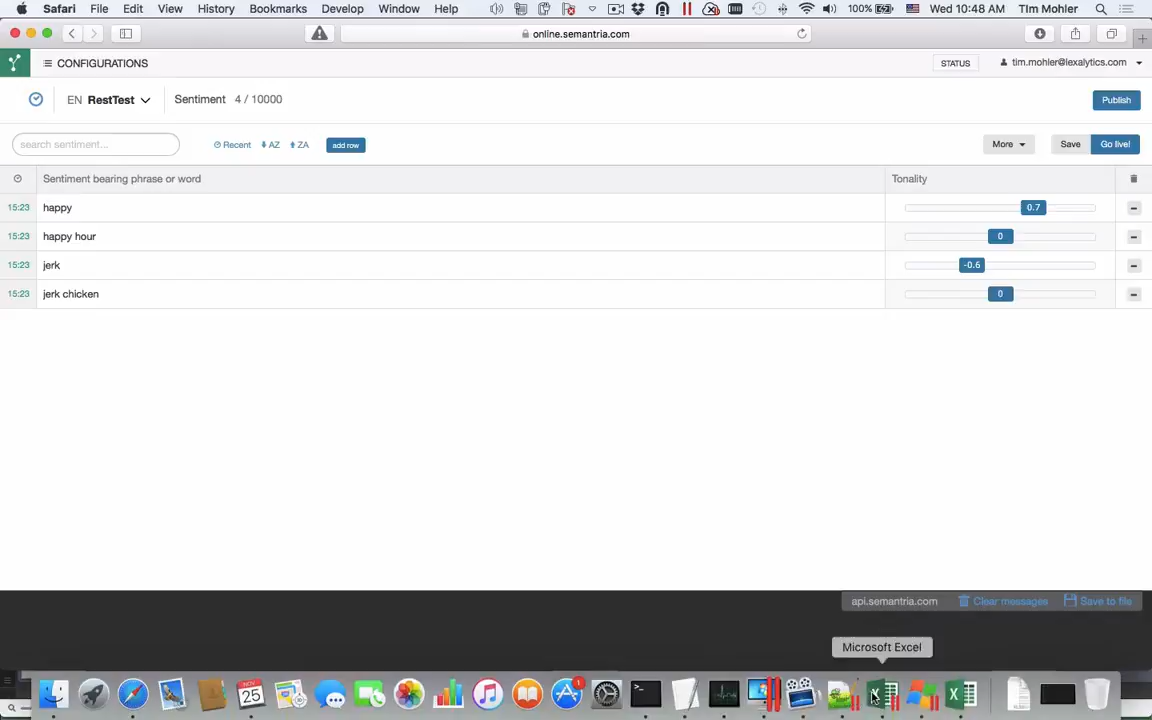 Safari File Edit View History Bookmarks Develop Window Help 100% Wed 10:48 AM Tim Mohler
online.semantria.com
CONFIGURATIONS STATUS tim.mohler@lexalytics.com
EN RestTest Sentiment 4 / 10000 Publish
search sentiment... Recent AZ ZA add row More Save Go live!
Sentiment bearing phrase or word Tonality
15:23 happy 0.7
15:23 happy hour 0
15:23 jerk -0.6
15:23 jerk chicken 0
api.semantria.com Clear messages Save to file
Microsoft Excel
NOV
25
1